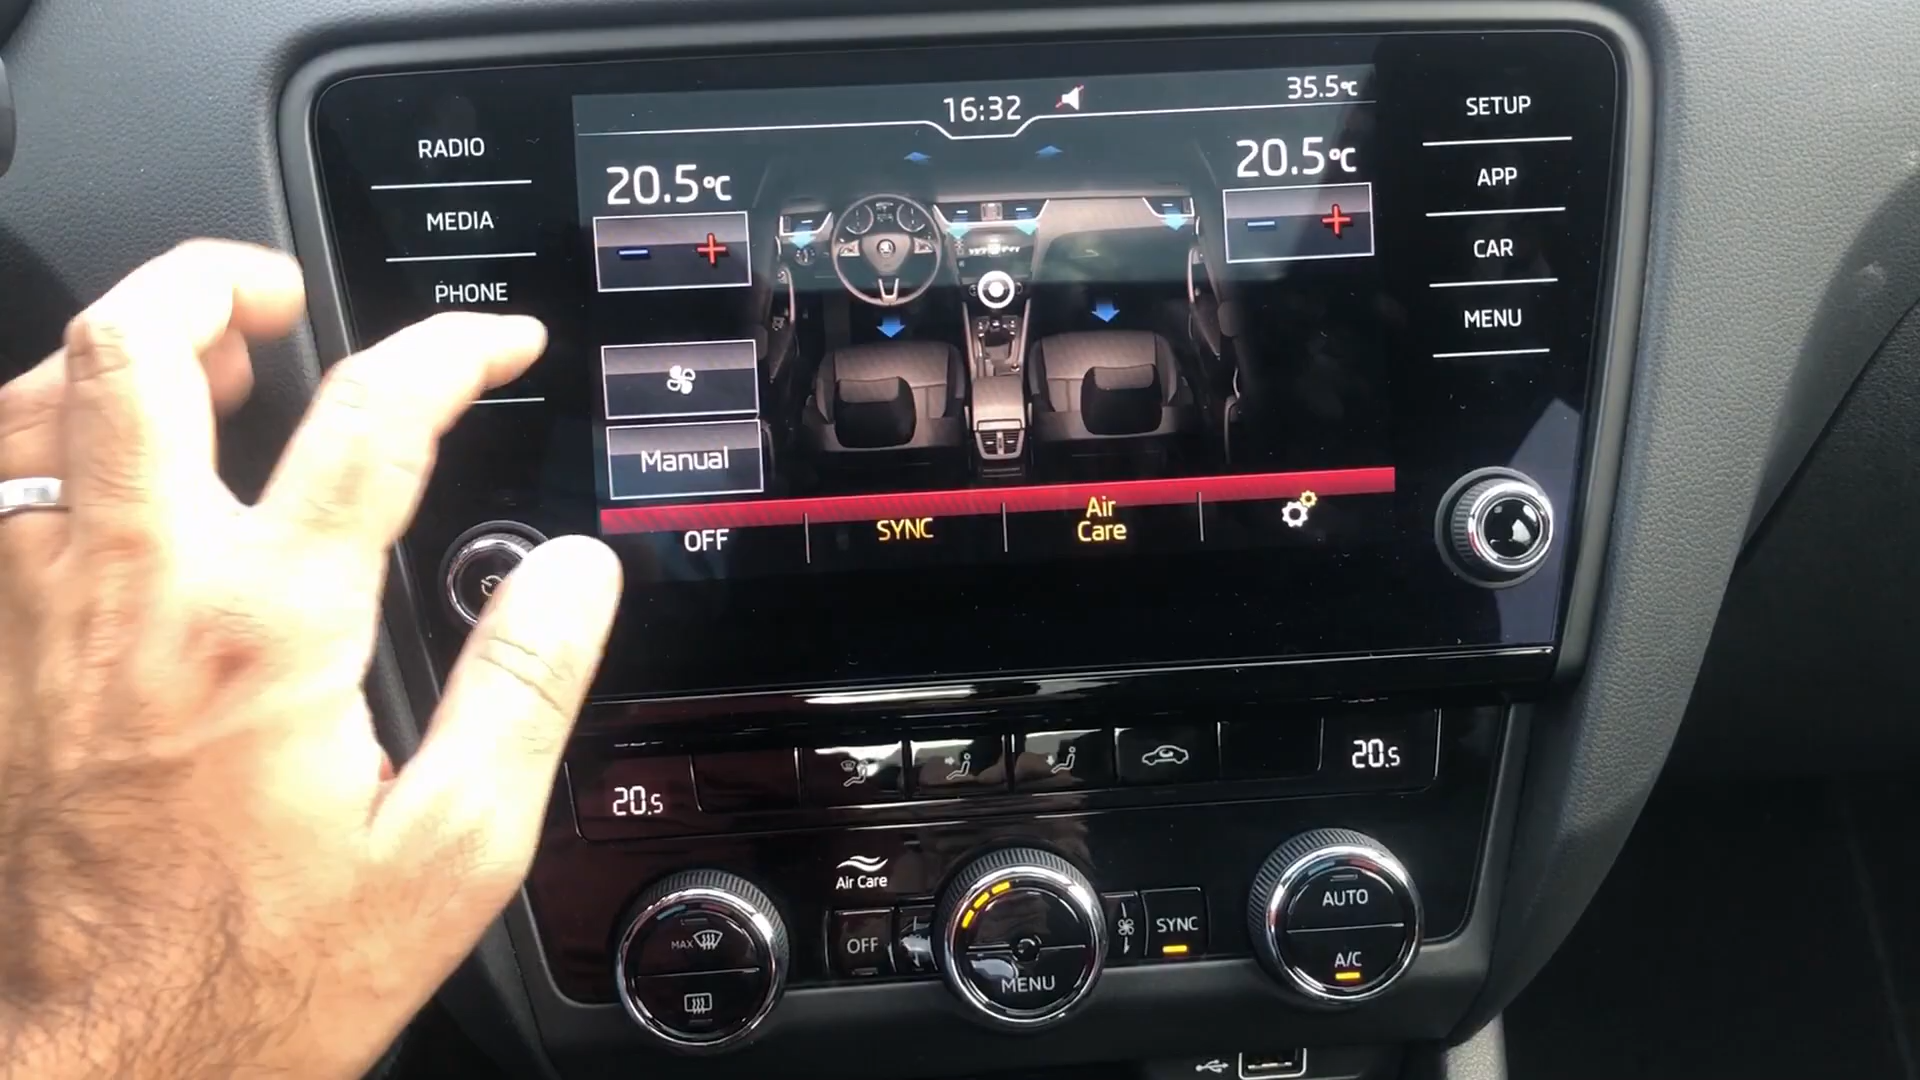 16:32
35.5°C
RADIO
MEDIA
PHONE
20.5°C
20.5°C
SETUP
APP
CAR
MENU
- +
- +
Manual
OFF
SYNC
Air
Care
20.5
20.5
Air Care
MAX
OFF
MENU
SYNC
AUTO
A/C